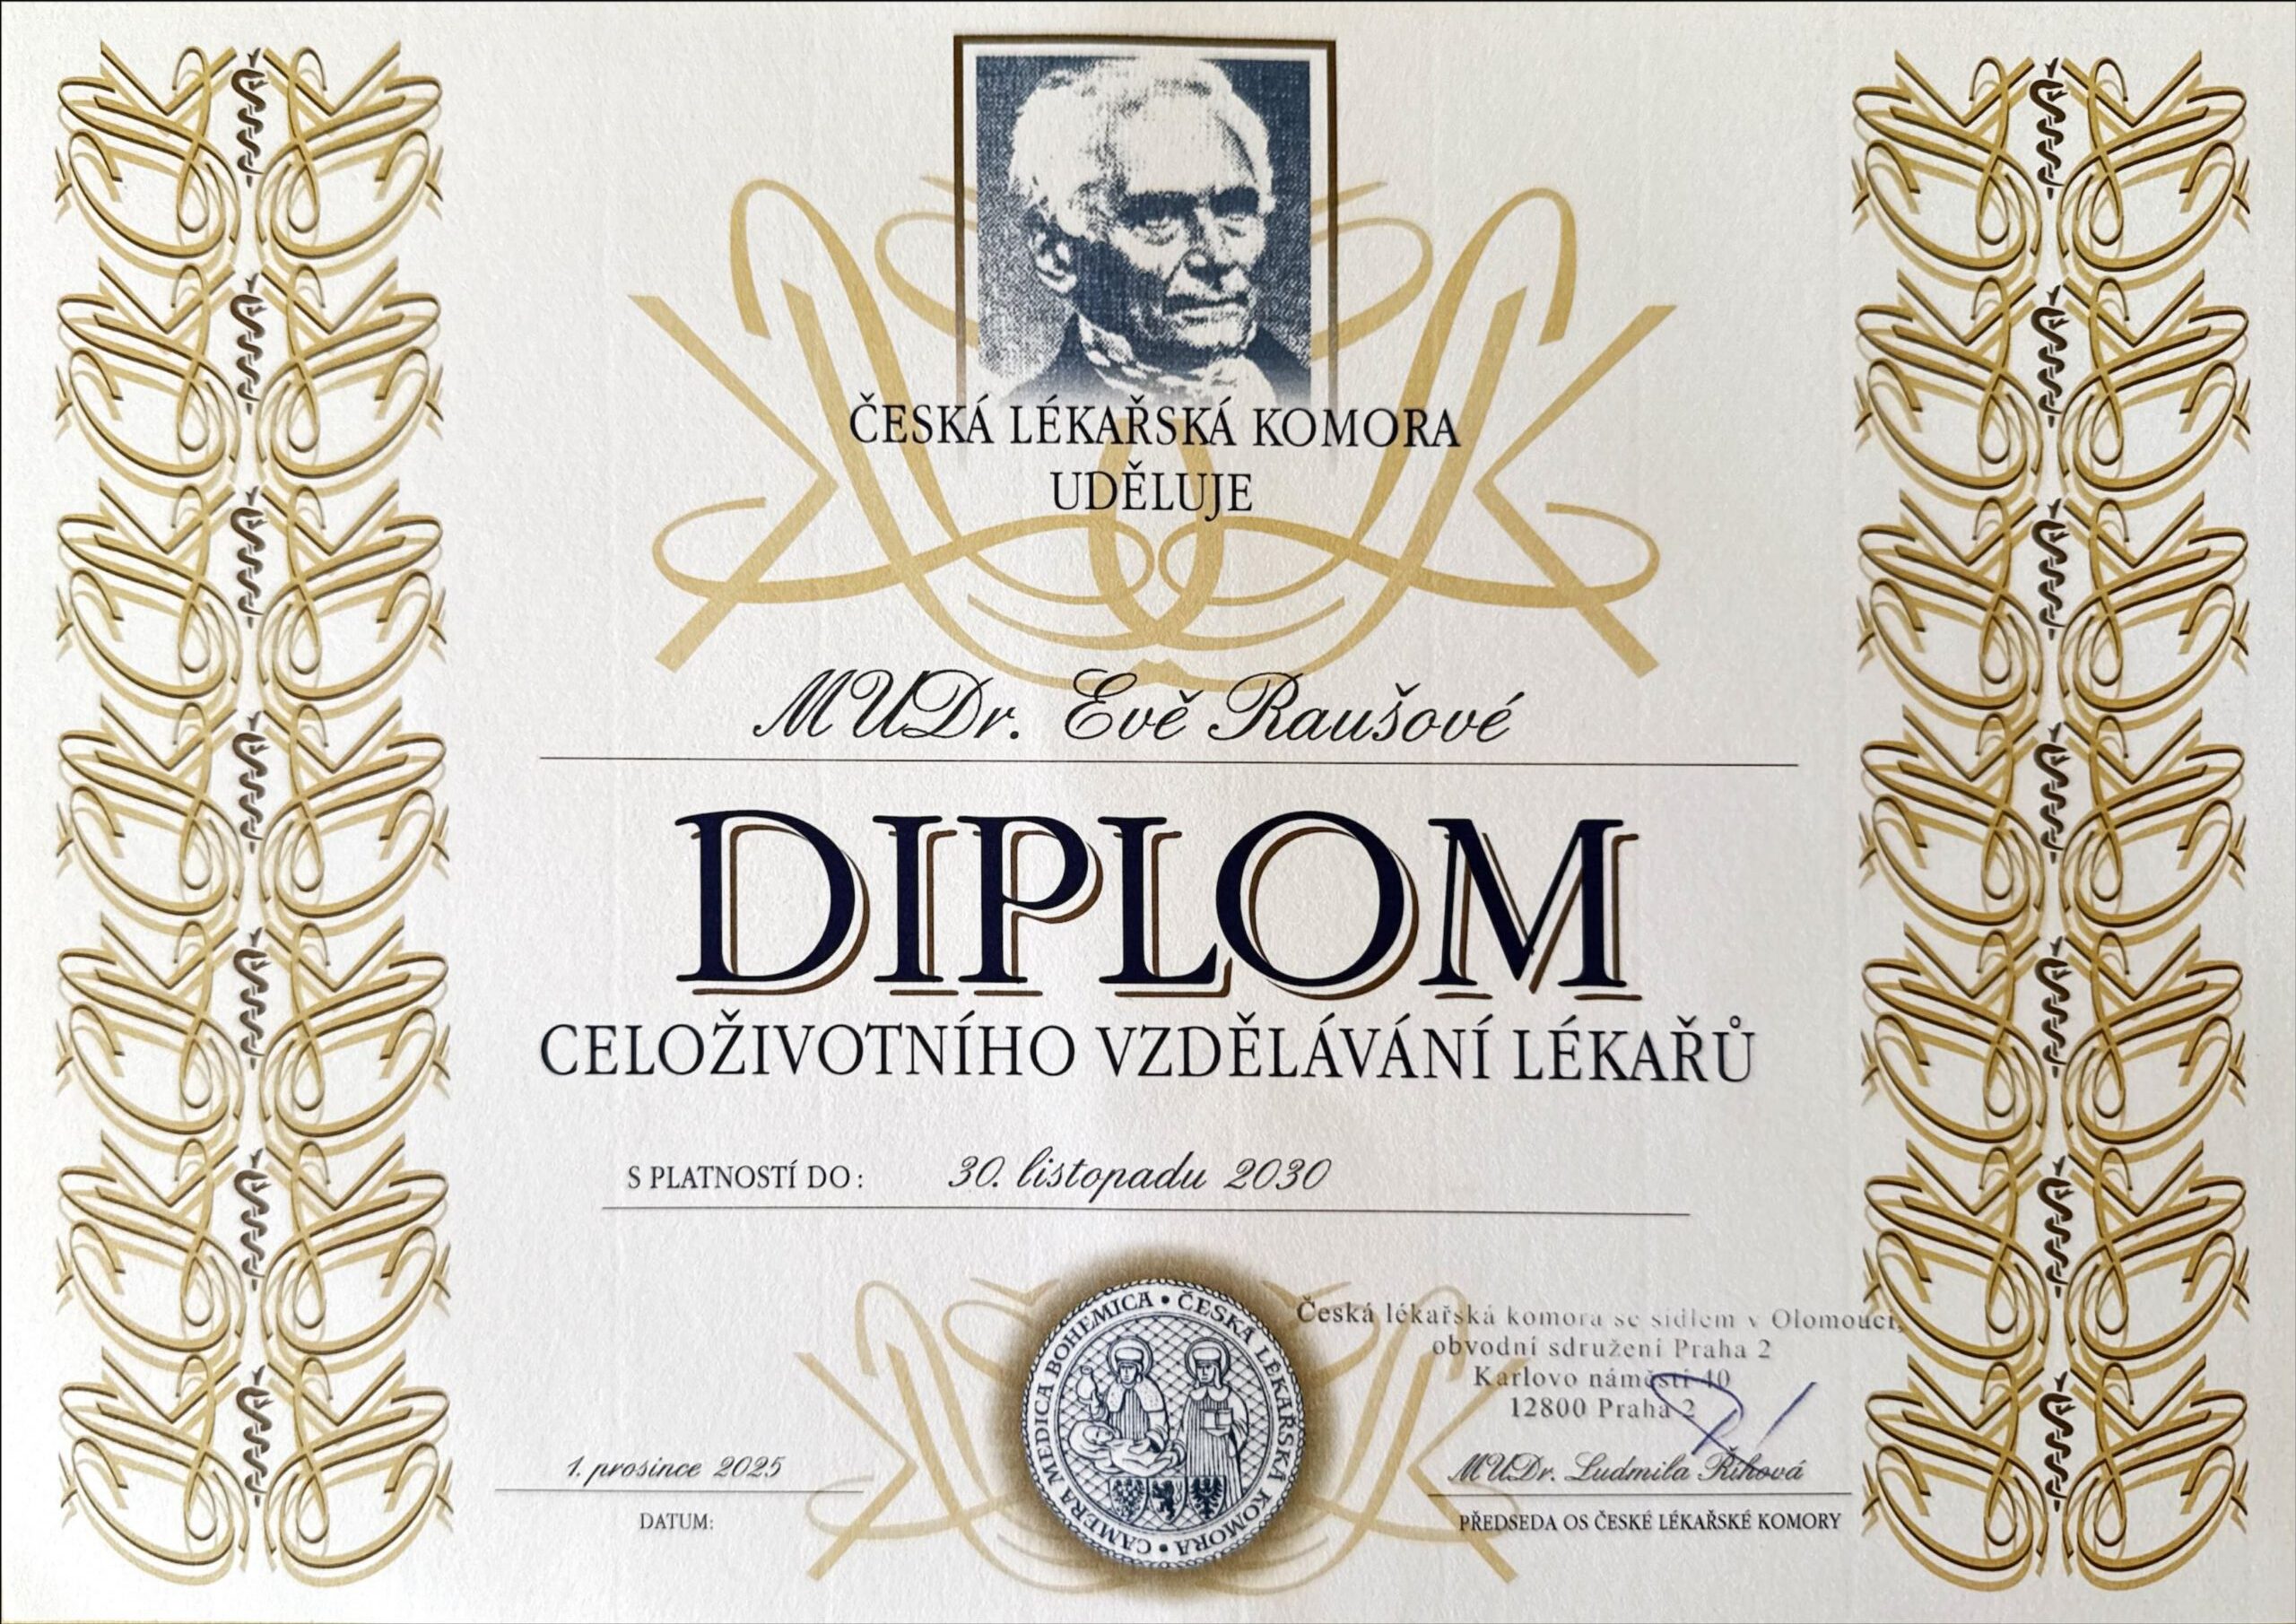 ČESKÁ LÉKAŘSKÁ KOMORA
UDĚLUJE
MUDr. Evě Raušové
DIPLOM
CELOŽIVOTNÍHO VZDĚLÁVÁNÍ LÉKAŘŮ
S PLATNOSTÍ DO: 30. listopadu 2030
CAMERA MEDICA BOHEMICA • ČESKÁ LÉKAŘSKÁ KOMORA •
Česká lékařská komora se sídlem v Olomouci,
obvodní sdružení Praha 2
Karlovo náměstí 40
12800 Praha 2
1. prosince 2025
DATUM:
MUDr. Ludmila Říhová
PŘEDSEDA OS ČESKÉ LÉKAŘSKÉ KOMORY